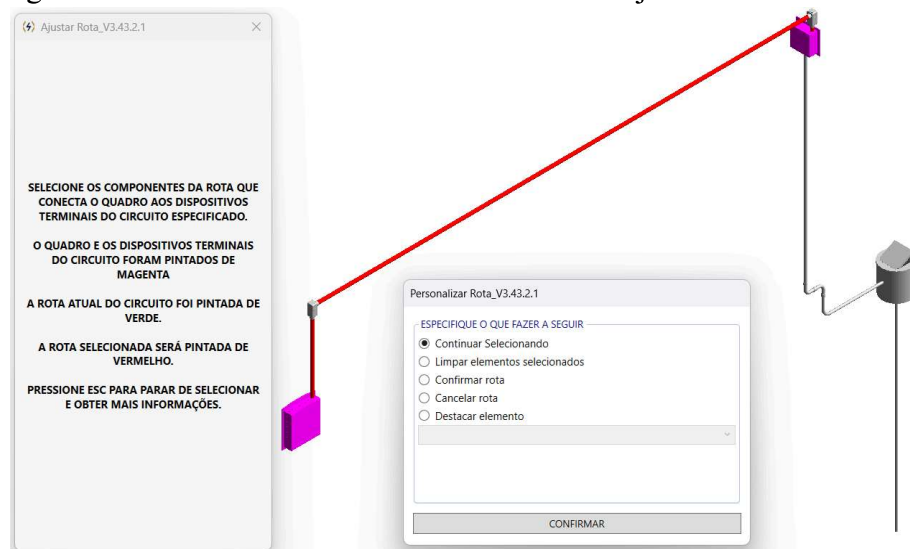 Ajustar Rota_V3.43.2.1
SELECIONE OS COMPONENTES DA ROTA QUE
CONECTA O QUADRO AOS DISPOSITIVOS
TERMINAIS DO CIRCUITO ESPECIFICADO.
O QUADRO E OS DISPOSITIVOS TERMINAIS
DO CIRCUITO FORAM PINTADOS DE
MAGENTA
A ROTA ATUAL DO CIRCUITO FOI PINTADA DE
VERDE.
A ROTA SELECIONADA SERÁ PINTADA DE
VERMELHO.
PRESSIONE ESC PARA PARAR DE SELECIONAR
E OBTER MAIS INFORMAÇÕES.
Personalizar Rota_V3.43.2.1
ESPECIFIQUE O QUE FAZER A SEGUIR
Continuar Selecionando
Limpar elementos selecionados
Confirmar rota
Cancelar rota
Destacar elemento
CONFIRMAR